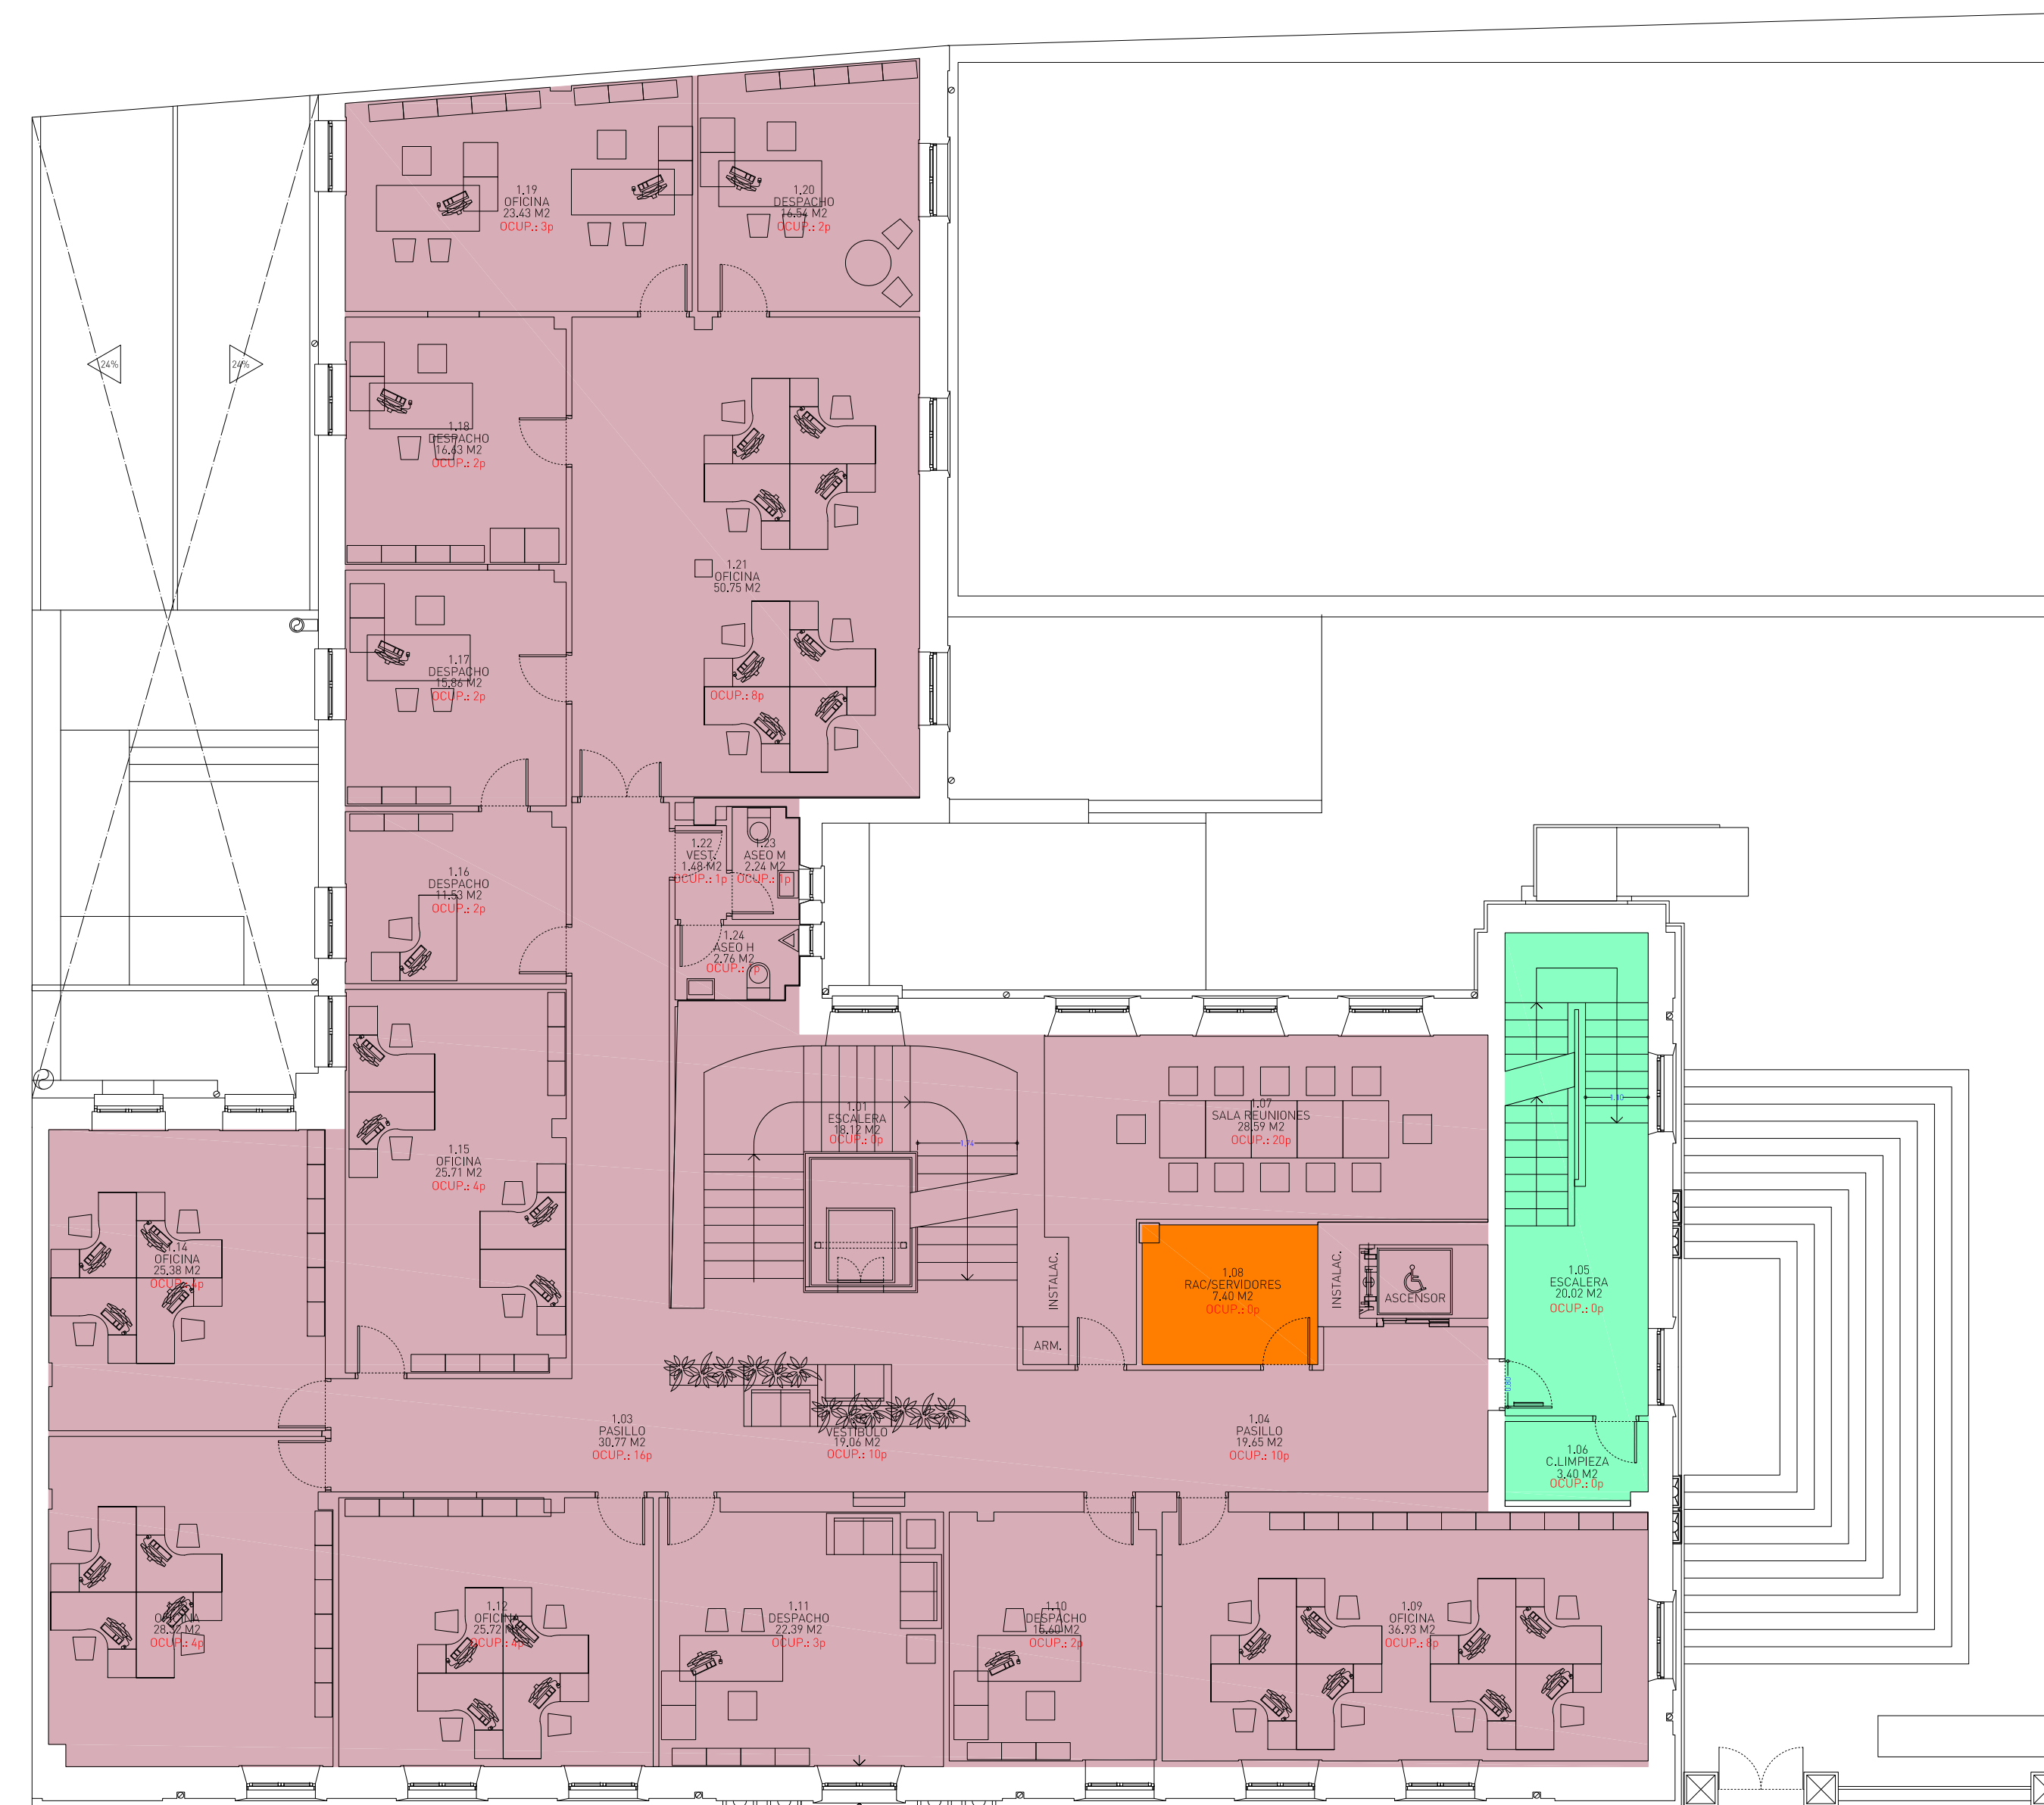 1.19
OFICINA
23.43 M2
OCUP.: 3p
1.20
DESPACHO
16.54 M2
OCUP.: 2p
24%
24%
1.18
DESPACHO
16.63 M2
OCUP.: 2p
1.21
OFICINA
50.75 M2
OCUP.: 8p
1.17
DESPACHO
15.86 M2
OCUP.: 2p
1.16
DESPACHO
11.53 M2
OCUP.: 2p
1.22
VEST.
1.48 M2
OCUP.: 1p
1.23
ASEO M
2.24 M2
OCUP.: 1p
1.24
ASEO H
2.76 M2
OCUP.: 1p
1.01
ESCALERA
18.12 M2
OCUP.: 0p
1.74
1.07
SALA REUNIONES
28.59 M2
OCUP.: 20p
1.10
1.15
OFICINA
25.71 M2
OCUP.: 4p
1.14
OFICINA
25.38 M2
OCUP.: 4p
INSTALAC.
ARM.
1.08
RAC/SERVIDORES
7.40 M2
OCUP.: 0p
INSTALAC.
ASCENSOR
1.05
ESCALERA
20.02 M2
OCUP.: 0p
0.80
1.03
PASILLO
30.77 M2
OCUP.: 16p
VESTIBULO
19.06 M2
OCUP.: 10p
1.04
PASILLO
19.65 M2
OCUP.: 10p
1.06
C.LIMPIEZA
3.40 M2
OCUP.: 0p
OFICINA
OCUP.: 4p
1.12
OFICINA
25.72 M2
OCUP.: 4p
1.11
DESPACHO
22.39 M2
OCUP.: 3p
1.10
DESPACHO
15.60 M2
OCUP.: 2p
1.09
OFICINA
36.93 M2
OCUP.: 8p